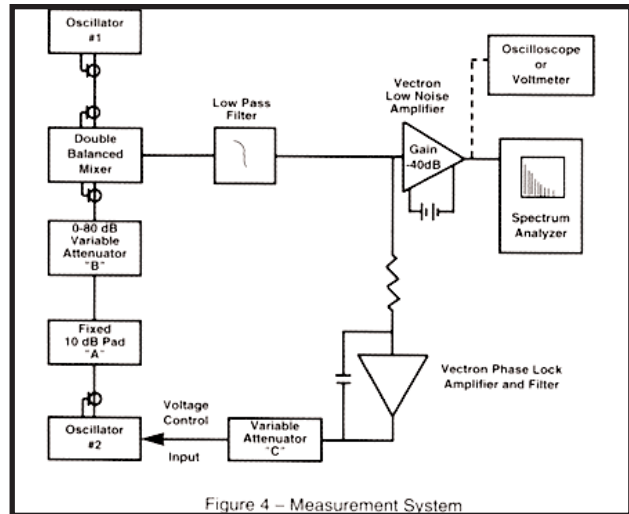 Oscillator
#1
Oscilloscope
or
Voltmeter
Vectron
Low Noise
Amplifier
Low Pass
Filter
Double
Balanced
Mixer
Gain
-40dB
Spectrum
Analyzer
0-80 dB
Variable
Attenuator
"B"
Fixed
10 dB Pad
"A"
Vectron Phase Lock
Amplifier and Filter
Voltage
Control
Input
Oscillator
#2
Variable
Attenuator
"C"
Figure 4 – Measurement System